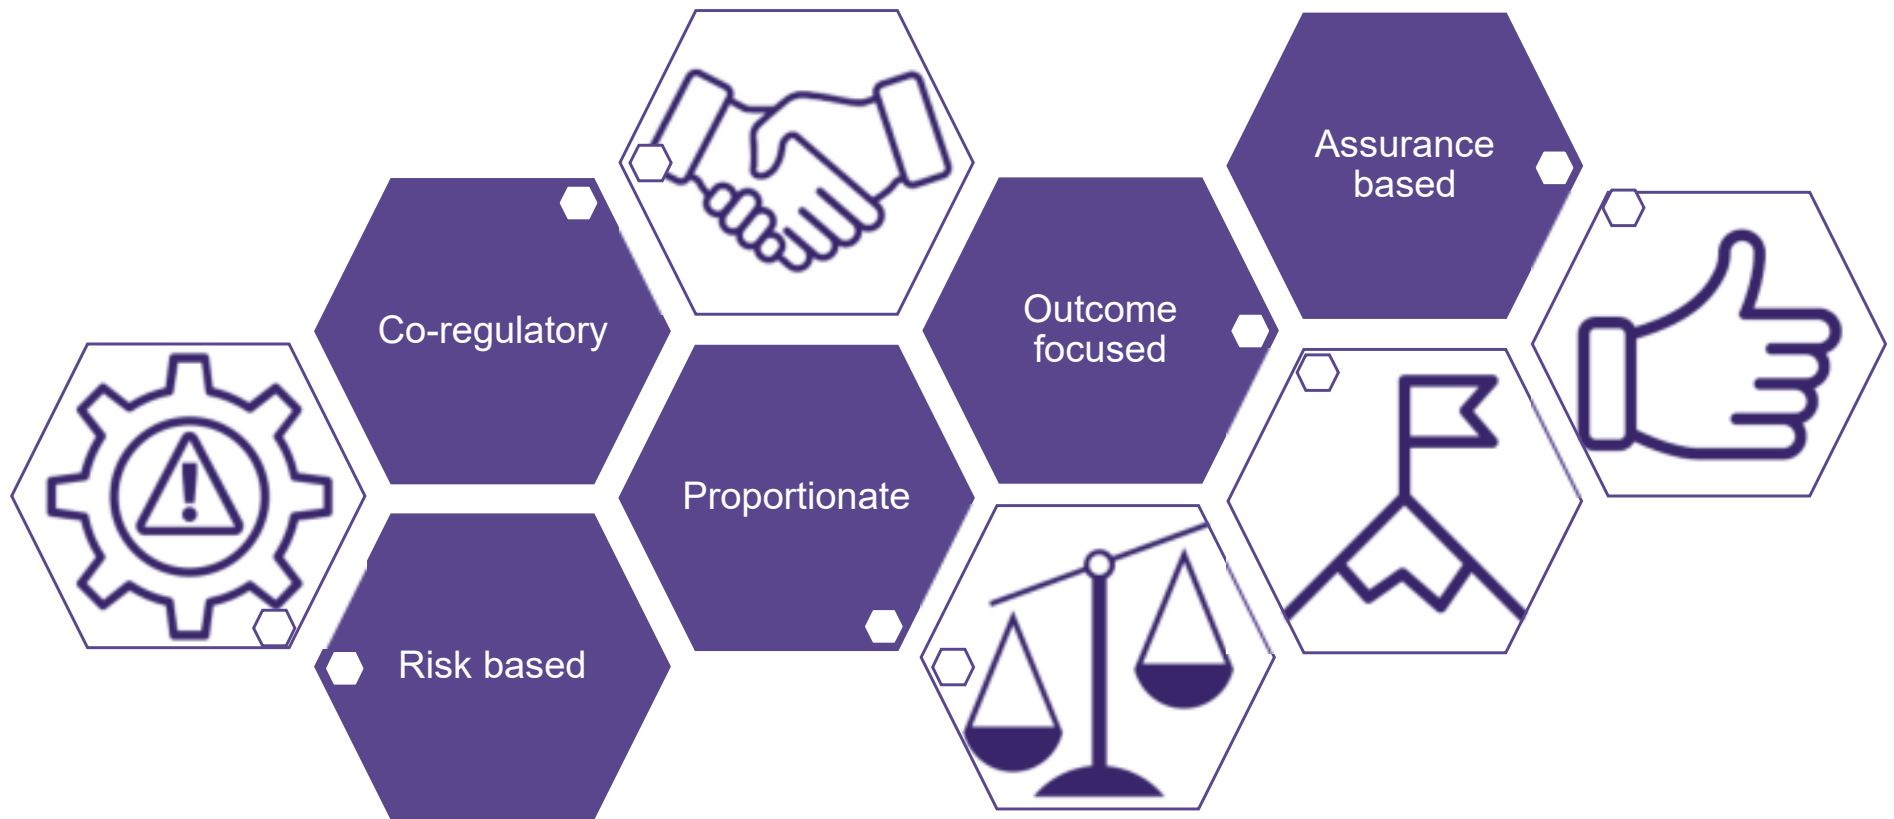 Assurance
based
Outcome
focused
Co-regulatory
Proportionate
Risk based